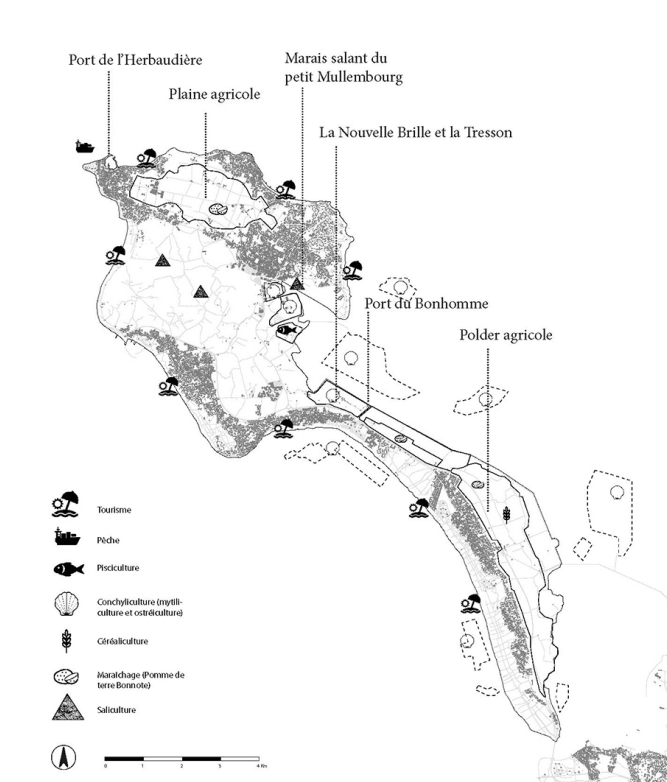 Port de l'Herbaudière
Marais salant du
petit Mullembourg
Plaine agricole
La Nouvelle Brille et la Tresson
Port du Bonhomme
Polder agricole
Tourisme
Pèche
Pisciculture
Conchyliculture (mytili-
culture et ostréiculture)
Céréaliculture
Maraîchage (Pomme de
terre Bonnote)
Saliculture
0 1 2 3 4 Km